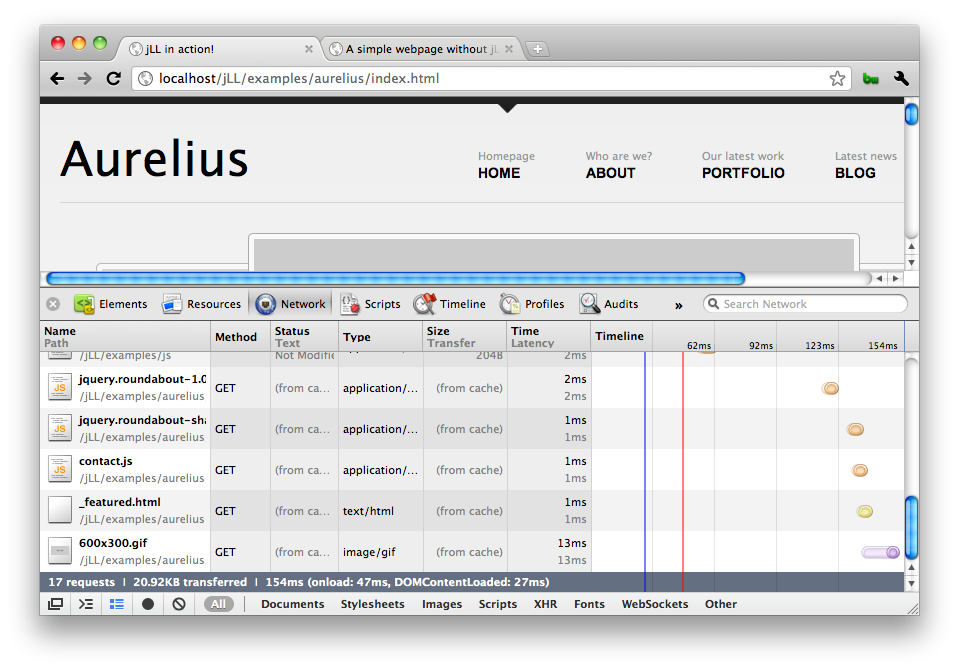 jLL in action!
A simple webpage without jL
localhost/jLL/examples/aurelius/index.html
bw
Aurelius
Homepage
HOME
Who are we?
ABOUT
Our latest work
PORTFOLIO
Latest news
BLOG
Elements Resources Network Scripts Timeline Profiles Audits » Search Network
Name Method Status Type Size Time Timeline
Path Text Transfer Latency 62ms 92ms 123ms 154ms
/jLL/examples/js Not Modifie 204B 2ms
jquery.roundabout-1.0 2ms
JS GET (from ca... application/... (from cache)
/jLL/examples/aurelius 2ms
jquery.roundabout-sha 1ms
JS GET (from ca... application/... (from cache)
/jLL/examples/aurelius 1ms
contact.js 1ms
JS GET (from ca... application/... (from cache)
/jLL/examples/aurelius 1ms
_featured.html 1ms
GET (from ca... text/html (from cache)
/jLL/examples/aurelius 1ms
600x300.gif 13ms
GET (from ca... image/gif (from cache)
/jLL/examples/aurelius 13ms
17 requests | 20.92KB transferred | 154ms (onload: 47ms, DOMContentLoaded: 27ms)
All Documents Stylesheets Images Scripts XHR Fonts WebSockets Other